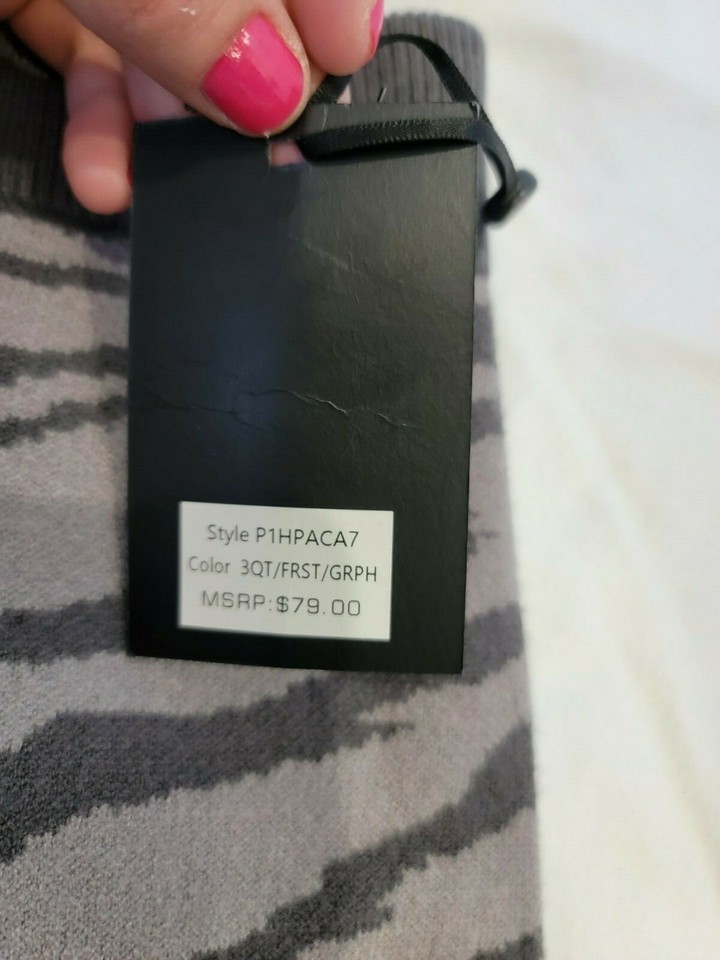 Style P1HPACA7
Color 3QT/FRST/GRPH
MSRP:$79.00